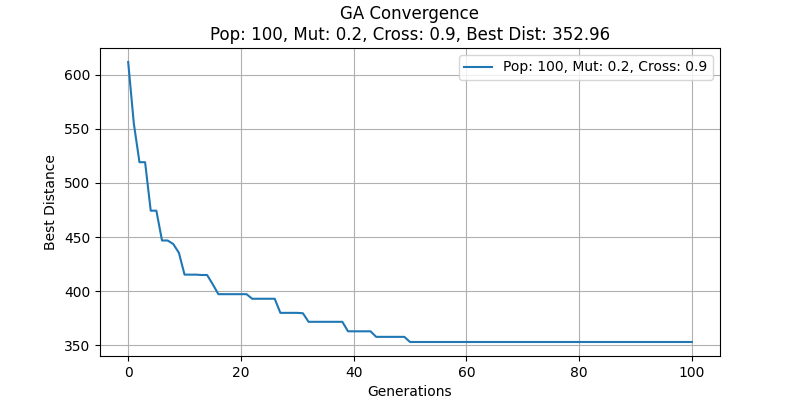 GA Convergence
Pop: 100, Mut: 0.2, Cross: 0.9, Best Dist: 352.96
Pop: 100, Mut: 0.2, Cross: 0.9
600
550
500
450
400
350
Best Distance
0 20 40 60 80 100
Generations